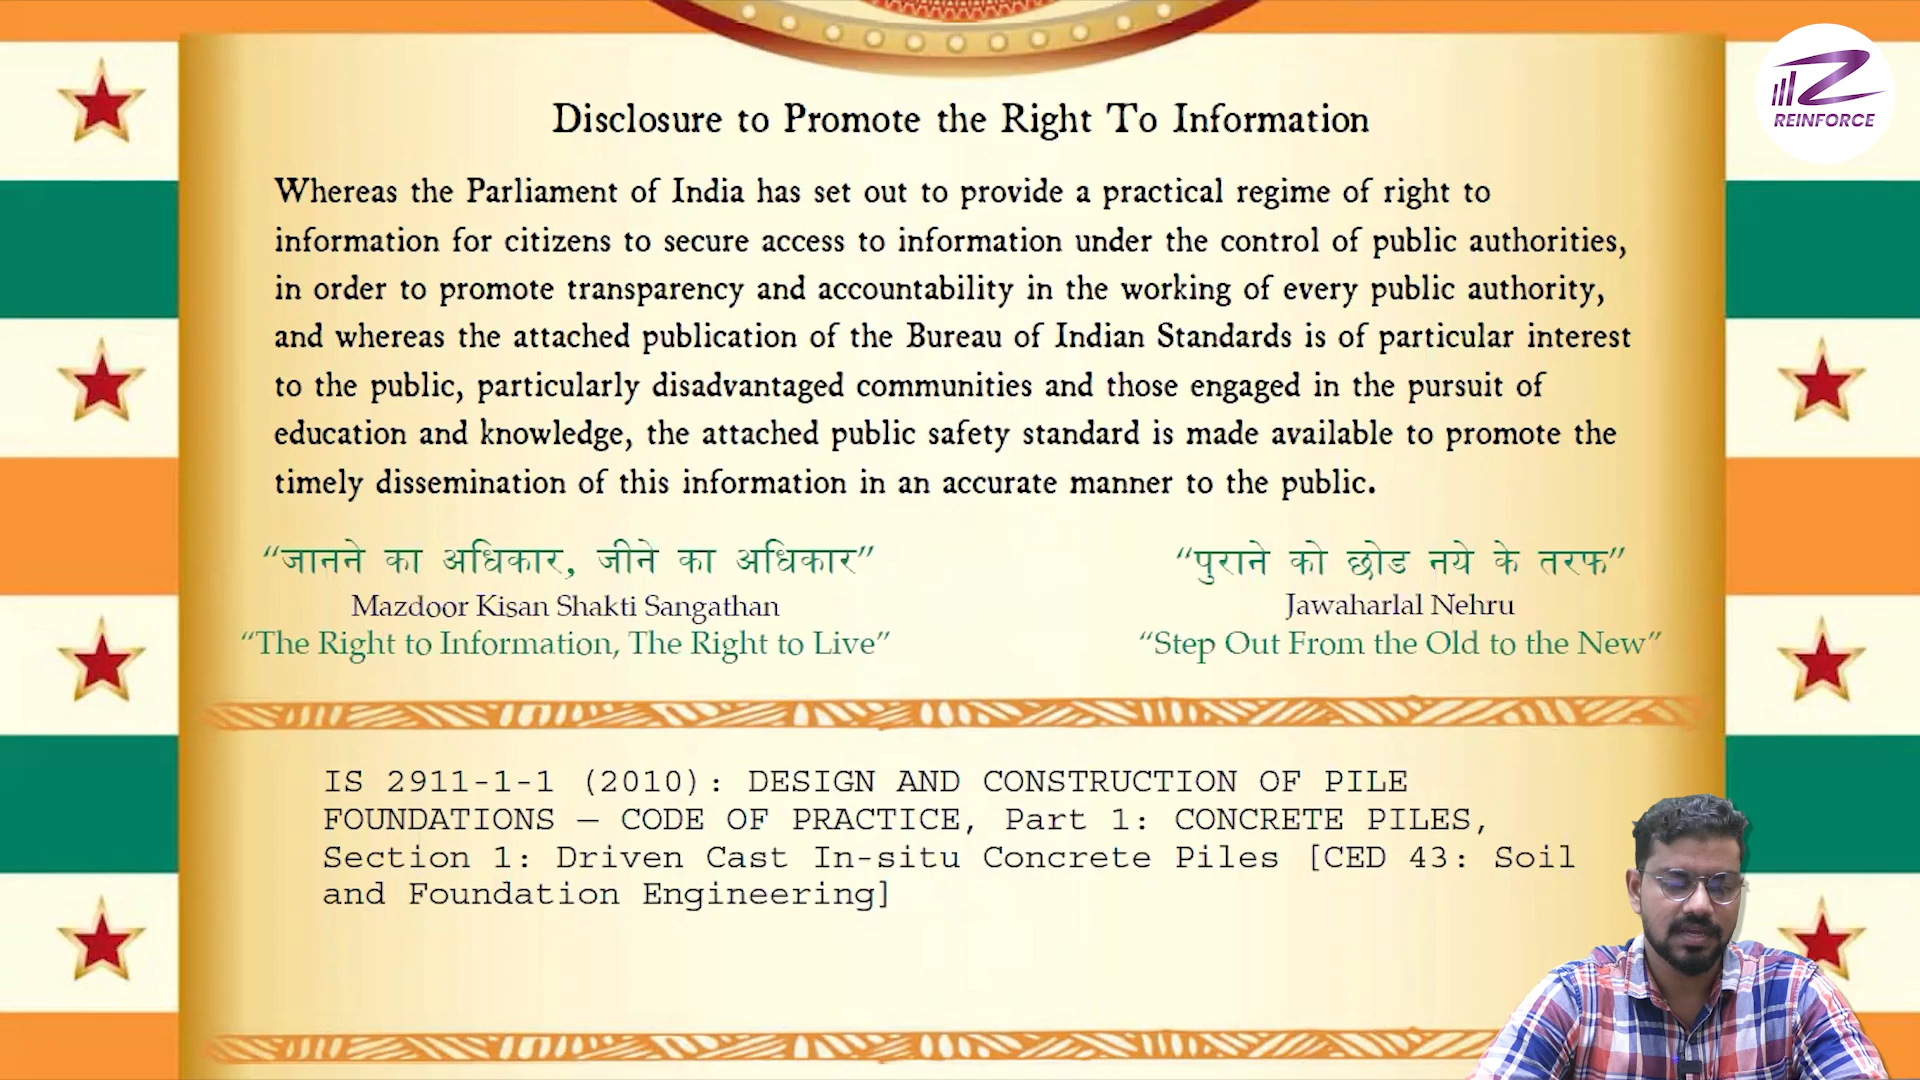 REINFORCE
Disclosure to Promote the Right To Information
Whereas the Parliament of India has set out to provide a practical regime of right to
information for citizens to secure access to information under the control of public authorities,
in order to promote transparency and accountability in the working of every public authority,
and whereas the attached publication of the Bureau of Indian Standards is of particular interest
to the public, particularly disadvantaged communities and those engaged in the pursuit of
education and knowledge, the attached public safety standard is made available to promote the
timely dissemination of this information in an accurate manner to the public.
“जानने का अधिकार, जीने का अधिकार”
Mazdoor Kisan Shakti Sangathan
“The Right to Information, The Right to Live”
“पुराने को छोड नये के तरफ”
Jawaharlal Nehru
“Step Out From the Old to the New”
IS 2911-1-1 (2010): DESIGN AND CONSTRUCTION OF PILE
FOUNDATIONS — CODE OF PRACTICE, Part 1: CONCRETE PILES,
Section 1: Driven Cast In-situ Concrete Piles [CED 43: Soil
and Foundation Engineering]